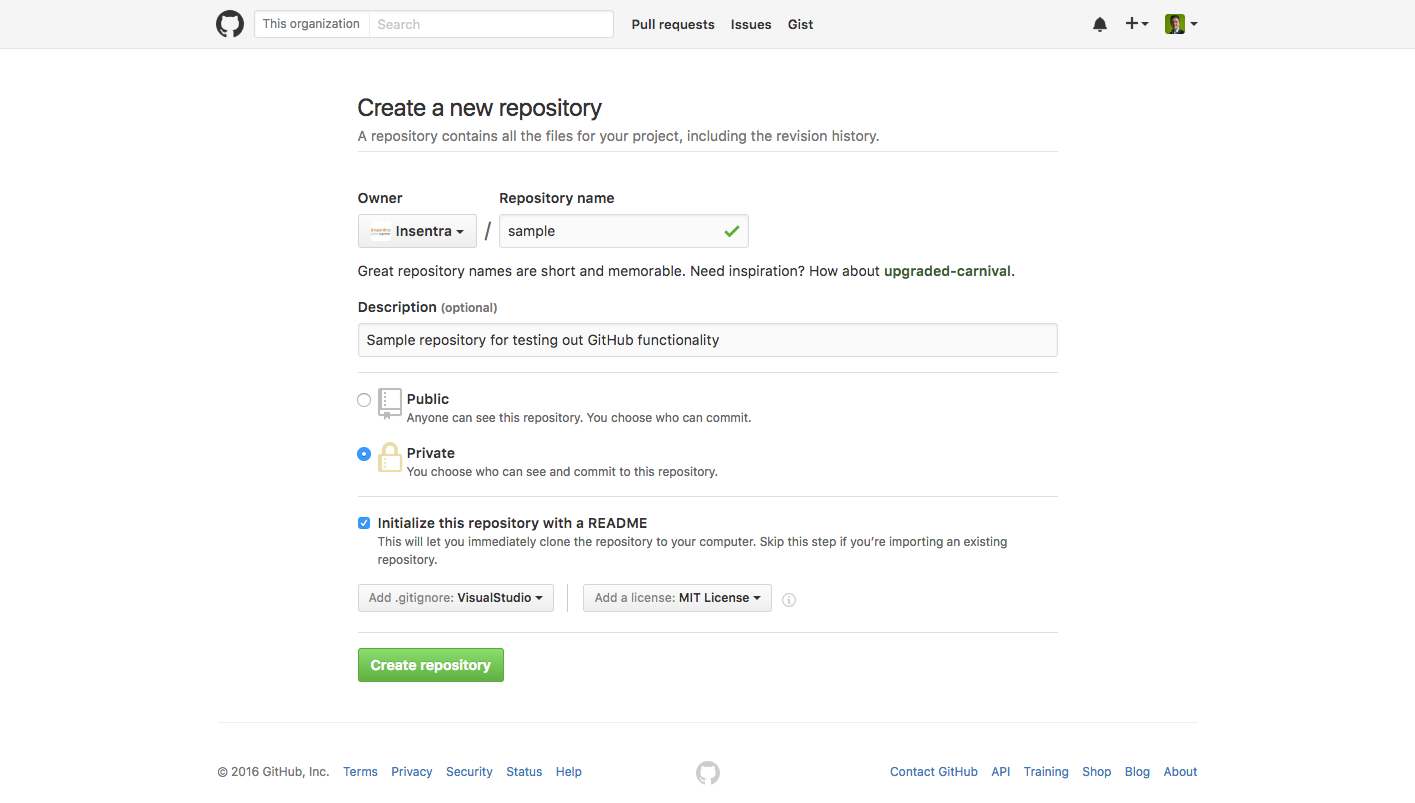 This organization Search Pull requests Issues Gist
Create a new repository
A repository contains all the files for your project, including the revision history.
Owner Repository name
Insentra / sample
Great repository names are short and memorable. Need inspiration? How about upgraded-carnival.
Description (optional)
Sample repository for testing out GitHub functionality
Public
Anyone can see this repository. You choose who can commit.
Private
You choose who can see and commit to this repository.
Initialize this repository with a README
This will let you immediately clone the repository to your computer. Skip this step if you’re importing an existing
repository.
Add .gitignore: VisualStudio Add a license: MIT License
Create repository
© 2016 GitHub, Inc. Terms Privacy Security Status Help Contact GitHub API Training Shop Blog About